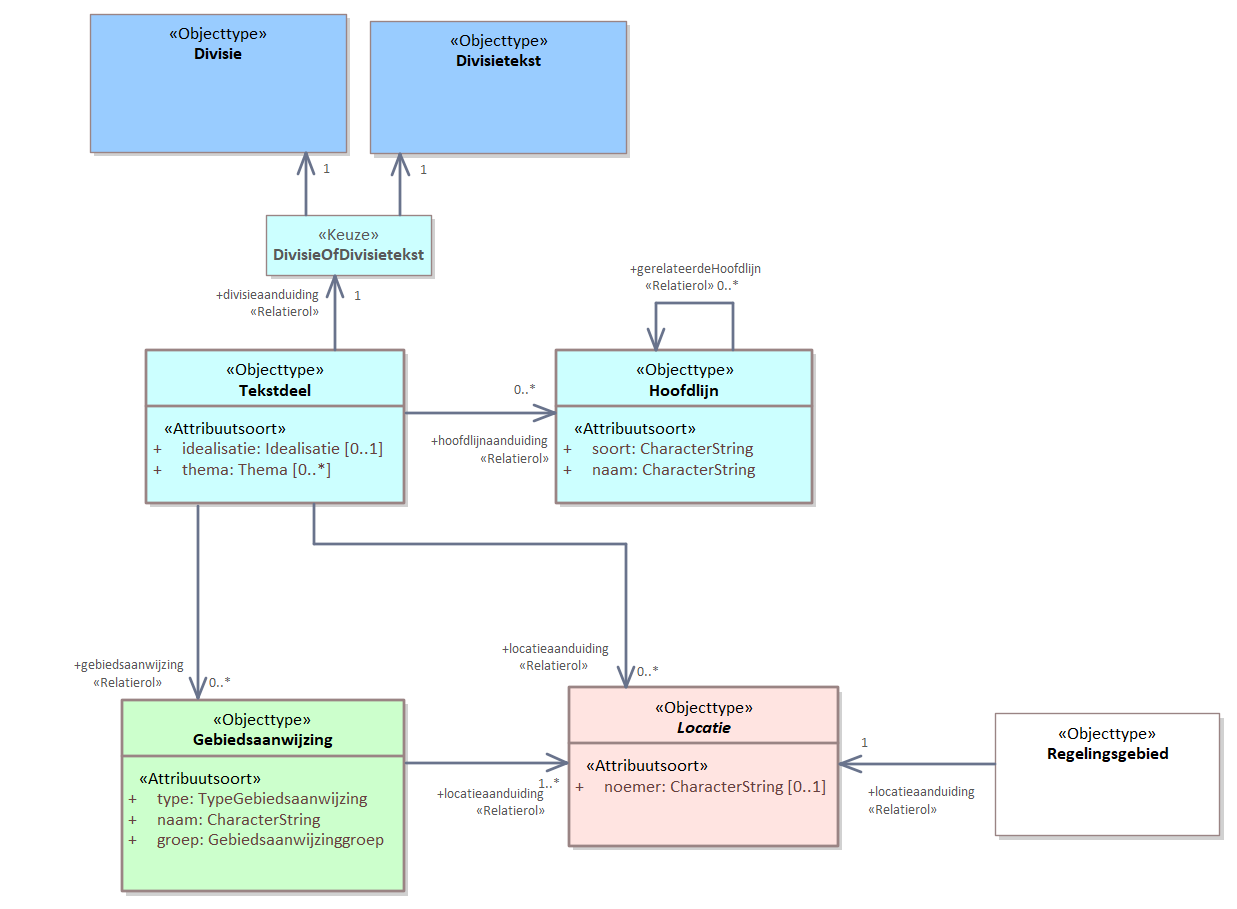 «Objecttype»
Divisie
«Objecttype»
Divisietekst
1
1
«Keuze»
DivisieOfDivisietekst
+divisieaanduiding
«Relatierol»
1
+gerelateerdeHoofdlijn
«Relatierol» 0..*
«Objecttype»
Tekstdeel
«Attribuutsoort»
+ idealisatie: Idealisatie [0..1]
+ thema: Thema [0..*]
0..*
+hoofdlijnaanduiding
«Relatierol»
«Objecttype»
Hoofdlijn
«Attribuutsoort»
+ soort: CharacterString
+ naam: CharacterString
+gebiedsaanwijzing
«Relatierol»
0..*
+locatieaanduiding
«Relatierol»
0..*
«Objecttype»
Gebiedsaanwijzing
«Attribuutsoort»
+ type: TypeGebiedsaanwijzing
+ naam: CharacterString
+ groep: Gebiedsaanwijzinggroep
1..*
+locatieaanduiding
«Relatierol»
«Objecttype»
Locatie
«Attribuutsoort»
+ noemer: CharacterString [0..1]
1
+locatieaanduiding
«Relatierol»
«Objecttype»
Regelingsgebied